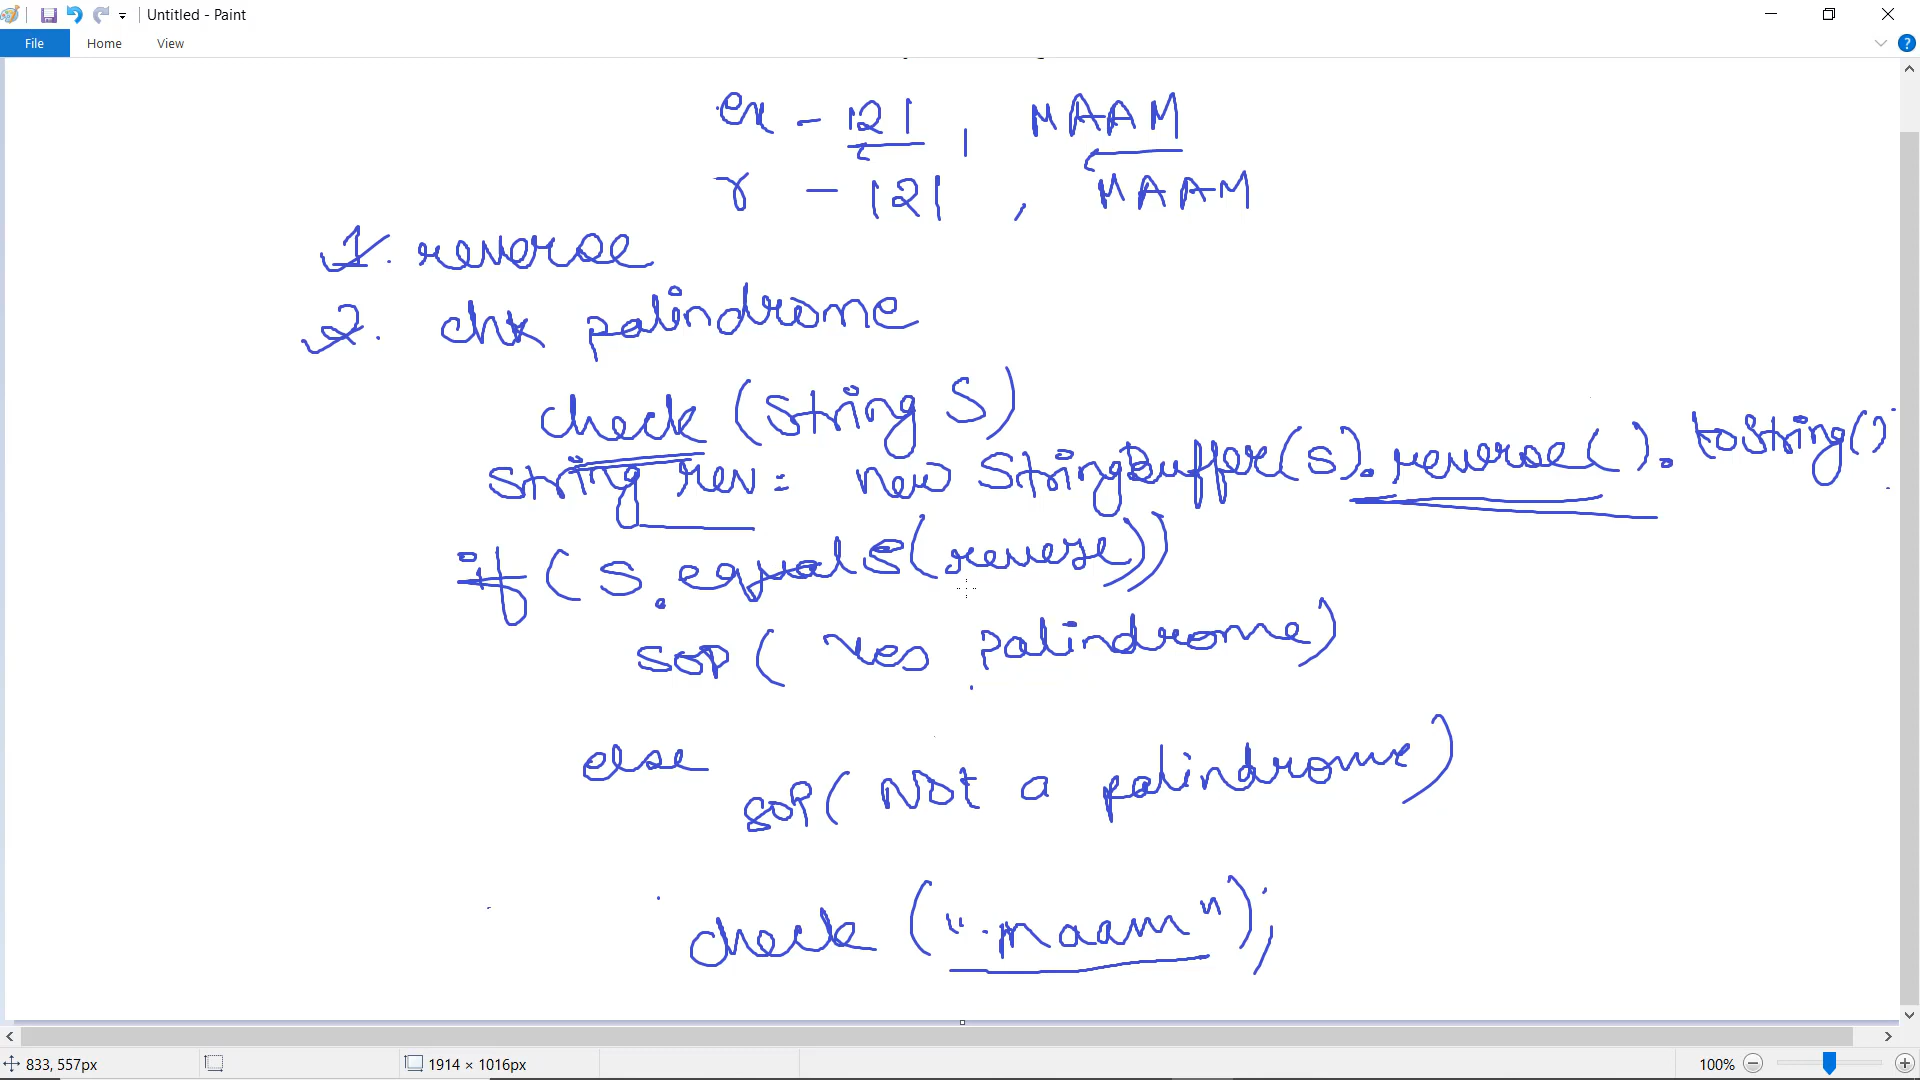 Untitled - Paint
File Home View
ex - 121 , MAAM
r - 121 , MAAM
1. reverse
2. chk palindrome
check (String S)
String rev = new StringBuffer(s).reverse().toString();
if (s.equals(reverse))
sop( Yes palindrome)
else
sop( Not a palindrome)
check ("maam");
833, 557px 1914 × 1016px 100%